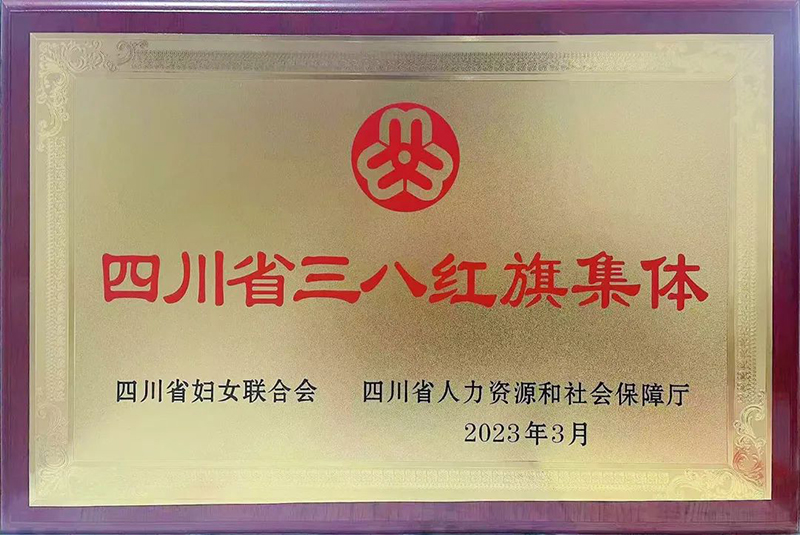 四川省三八红旗集体
四川省妇女联合会 四川省人力资源和社会保障厅
2023年3月